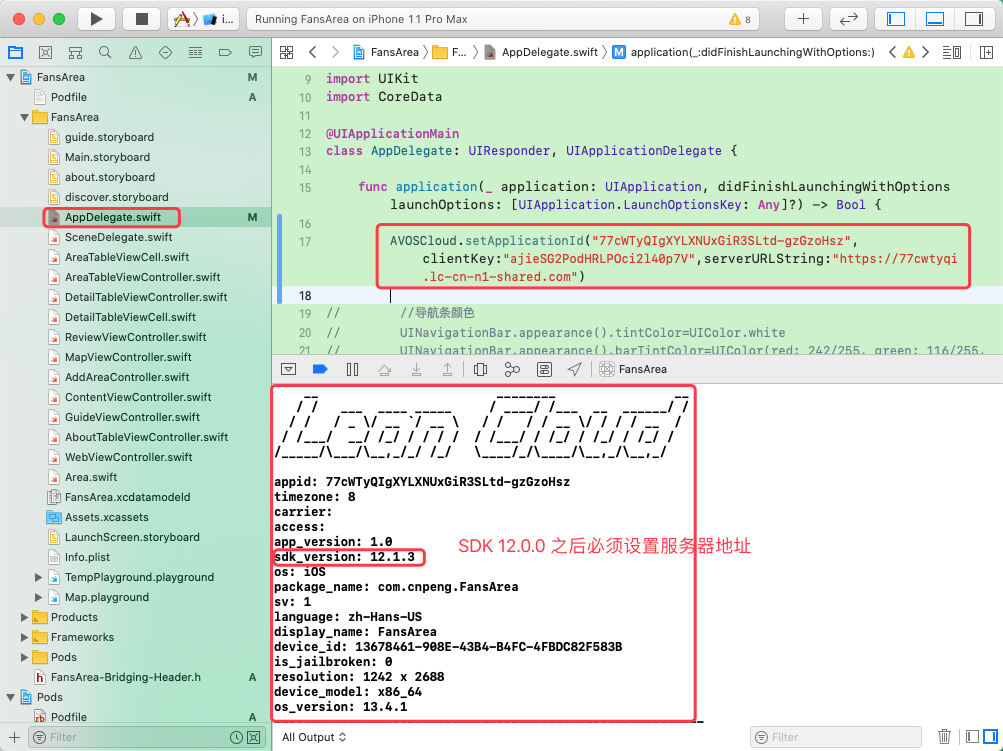 i...
Running FansArea on iPhone 11 Pro Max
8
FansArea
F...
AppDelegate.swift
M
application(_:didFinishLaunchingWithOptions:)
FansArea M
Podfile A
FansArea
guide.storyboard
Main.storyboard
about.storyboard
discover.storyboard
AppDelegate.swift M
SceneDelegate.swift
AreaTableViewCell.swift
AreaTableViewController.swift
DetailTableViewController.swift
DetailTableViewCell.swift
ReviewViewController.swift
MapViewController.swift
AddAreaController.swift
ContentViewController.swift
GuideViewController.swift
AboutTableViewController.swift
WebViewController.swift
Area.swift
FansArea.xcdatamodeld
Assets.xcassets
LaunchScreen.storyboard
Info.plist
TempPlayground.playground
Map.playground
Products
Frameworks
Pods
h FansArea-Bridging-Header.h A
Pods
rb Podfile A
Filter
9 import UIKit
10 import CoreData
11
12 @UIApplicationMain
13 class AppDelegate: UIResponder, UIApplicationDelegate {
14
15 func application(_ application: UIApplication, didFinishLaunchingWithOptions
launchOptions: [UIApplication.LaunchOptionsKey: Any]?) -> Bool {
16
17 AVOSCloud.setApplicationId("77cWTyQIgXYLXNUxGiR3SLtd-gzGzoHsz",
clientKey:"ajieSG2PodHRLPOci2l40p7V",serverURLString:"https://77cwtyqi
.lc-cn-n1-shared.com")
18
19 // //导航条颜色
20 // UINavigationBar.appearance().tintColor=UIColor.white
21 // UINavigationBar.appearance().barTintColor=UIColor(red: 242/255, green: 116/255,
FansArea
LeanCloud
appid: 77cWTyQIgXYLXNUxGiR3SLtd-gzGzoHsz
timezone: 8
carrier:
access:
app_version: 1.0
sdk_version: 12.1.3
SDK 12.0.0 之后必须设置服务器地址
os: iOS
package_name: com.cnpeng.FansArea
sv: 1
language: zh-Hans-US
display_name: FansArea
device_id: 13678461-908E-43B4-B4FC-4FBDC82F583B
is_jailbroken: 0
resolution: 1242 x 2688
device_model: x86_64
os_version: 13.4.1
All Output
Filter